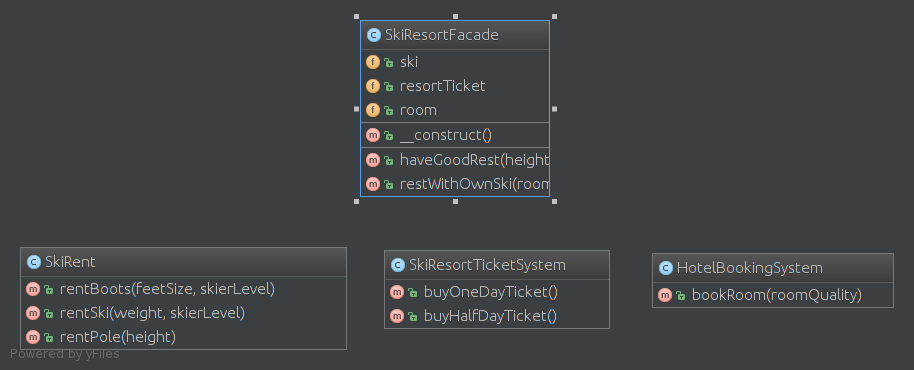 SkiResortFacade
ski
resortTicket
room
__construct()
haveGoodRest(height
restWithOwnSki(room
SkiRent
rentBoots(feetSize, skierLevel)
rentSki(weight, skierLevel)
rentPole(height)
SkiResortTicketSystem
buyOneDayTicket()
buyHalfDayTicket()
HotelBookingSystem
bookRoom(roomQuality)
Powered by yFiles